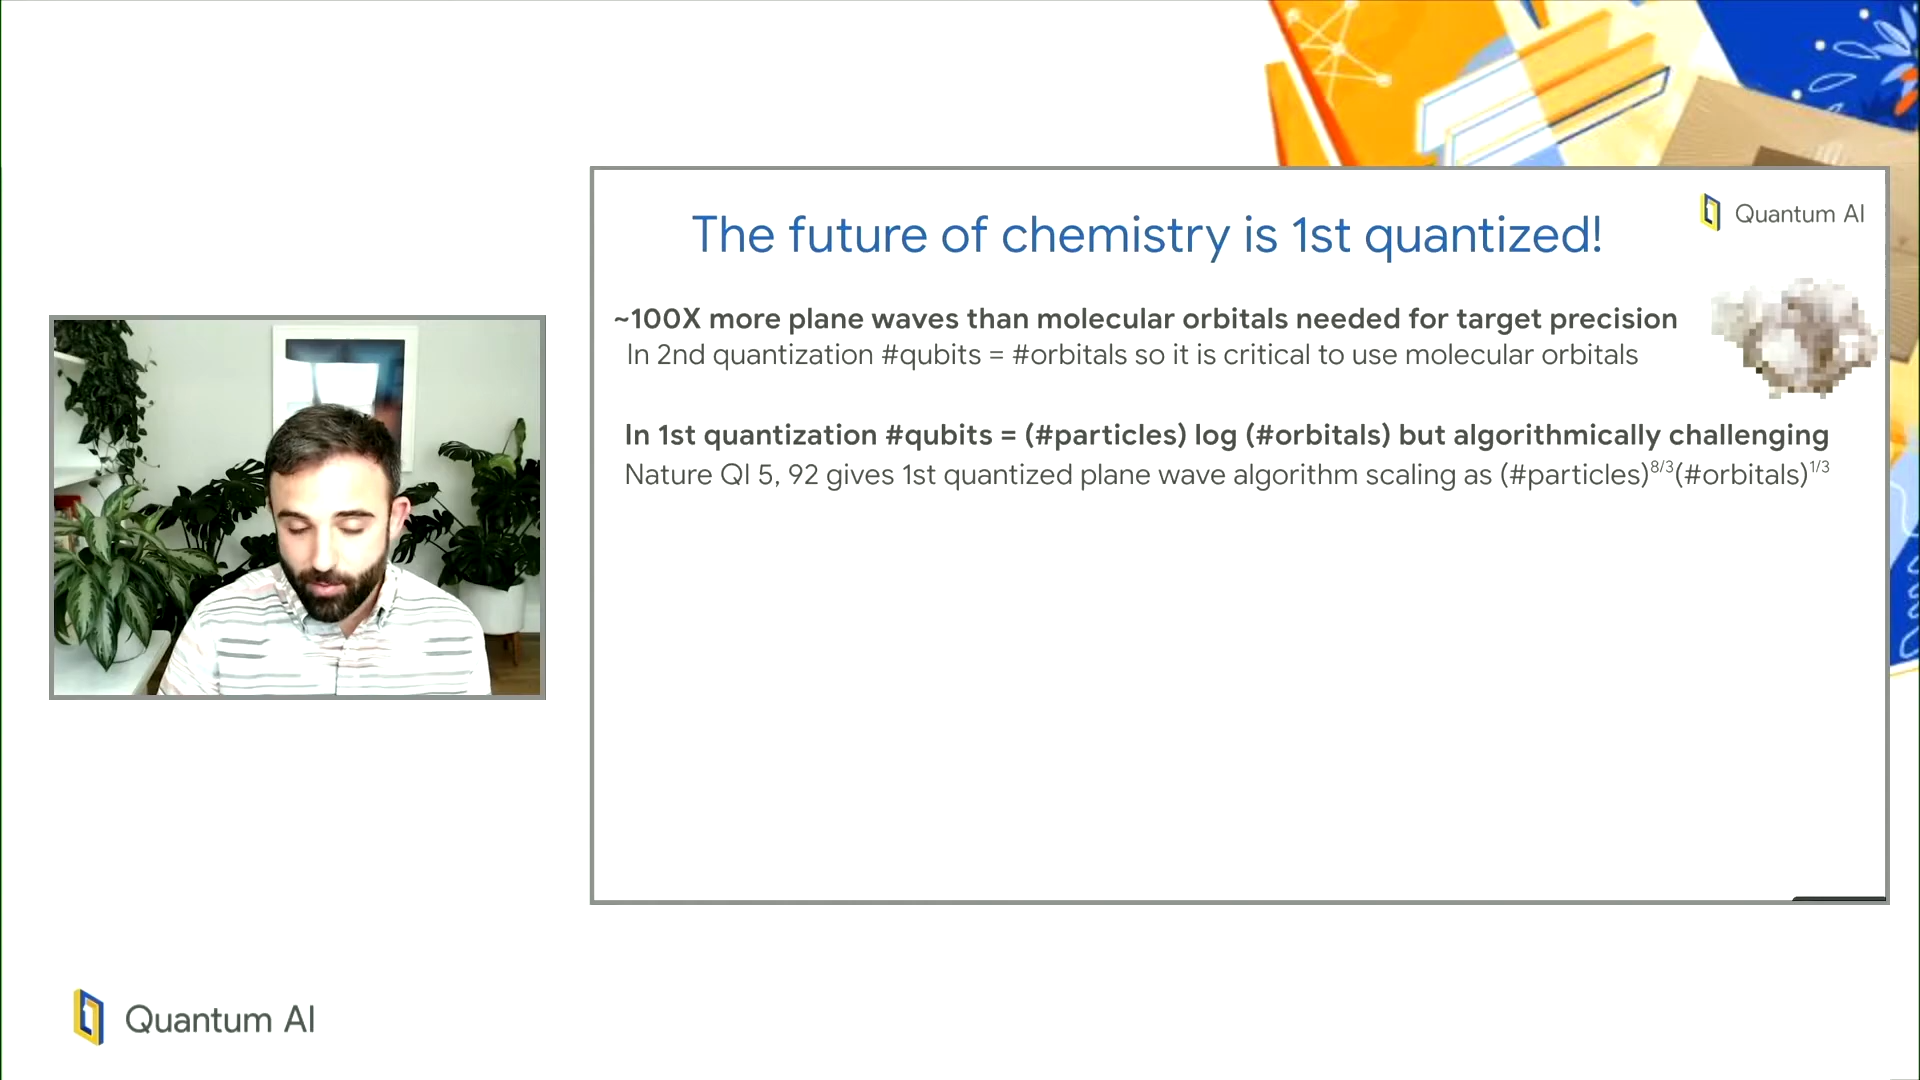 The future of chemistry is 1st quantized!
Quantum AI
~100X more plane waves than molecular orbitals needed for target precision
In 2nd quantization #qubits = #orbitals so it is critical to use molecular orbitals
In 1st quantization #qubits = (#particles) log (#orbitals) but algorithmically challenging
Nature QI 5, 92 gives 1st quantized plane wave algorithm scaling as (#particles)^8/3(#orbitals)^1/3
Quantum AI